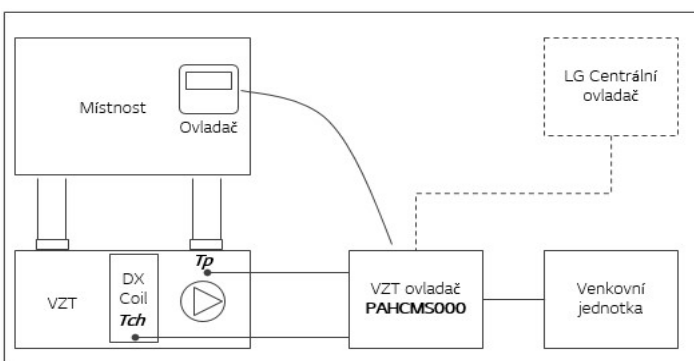 Místnost
Ovladač
LG Centrální
ovladač
Tp
VZT
DX
Coil
Tch
VZT ovladač
PAHCMS000
Venkovní
jednotka